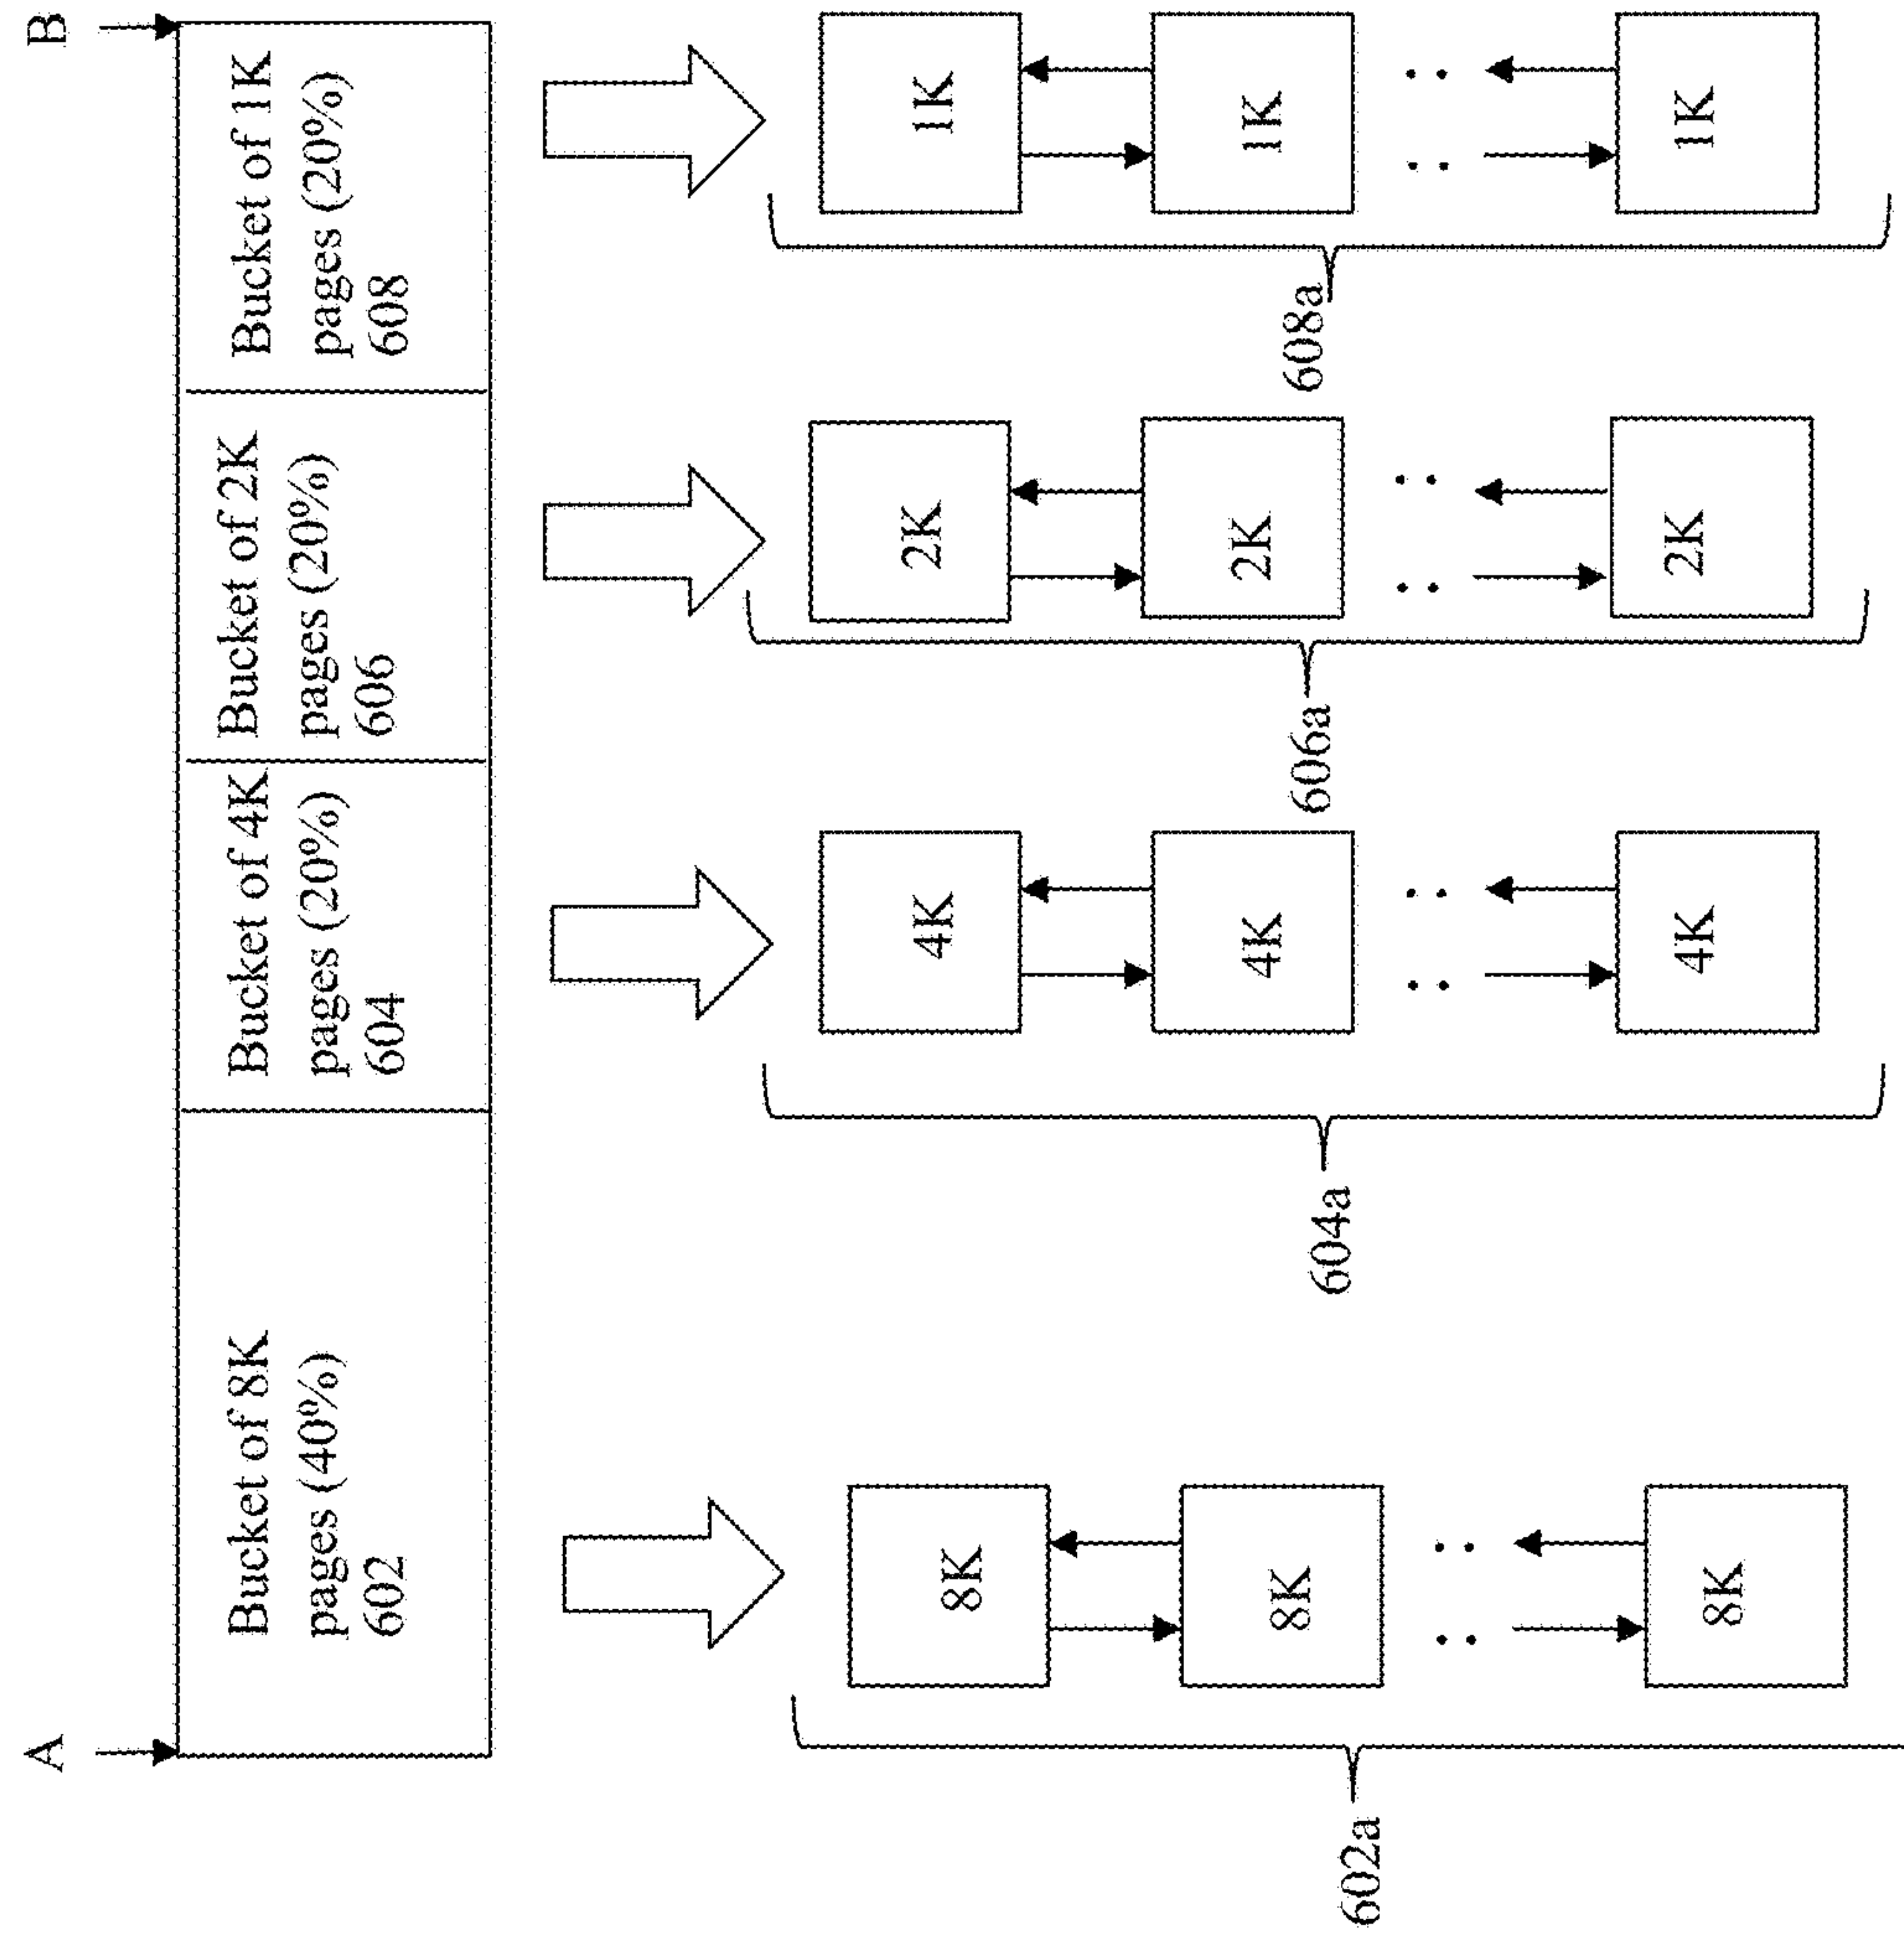 A
B
Bucket of 8K
pages (40%)
602
Bucket of 4K
pages (20%)
604
Bucket of 2K
pages (20%)
606
Bucket of 1K
pages (20%)
608
602a
8K
8K
8K
604a
4K
4K
4K
606a
2K
2K
2K
608a
1K
1K
1K